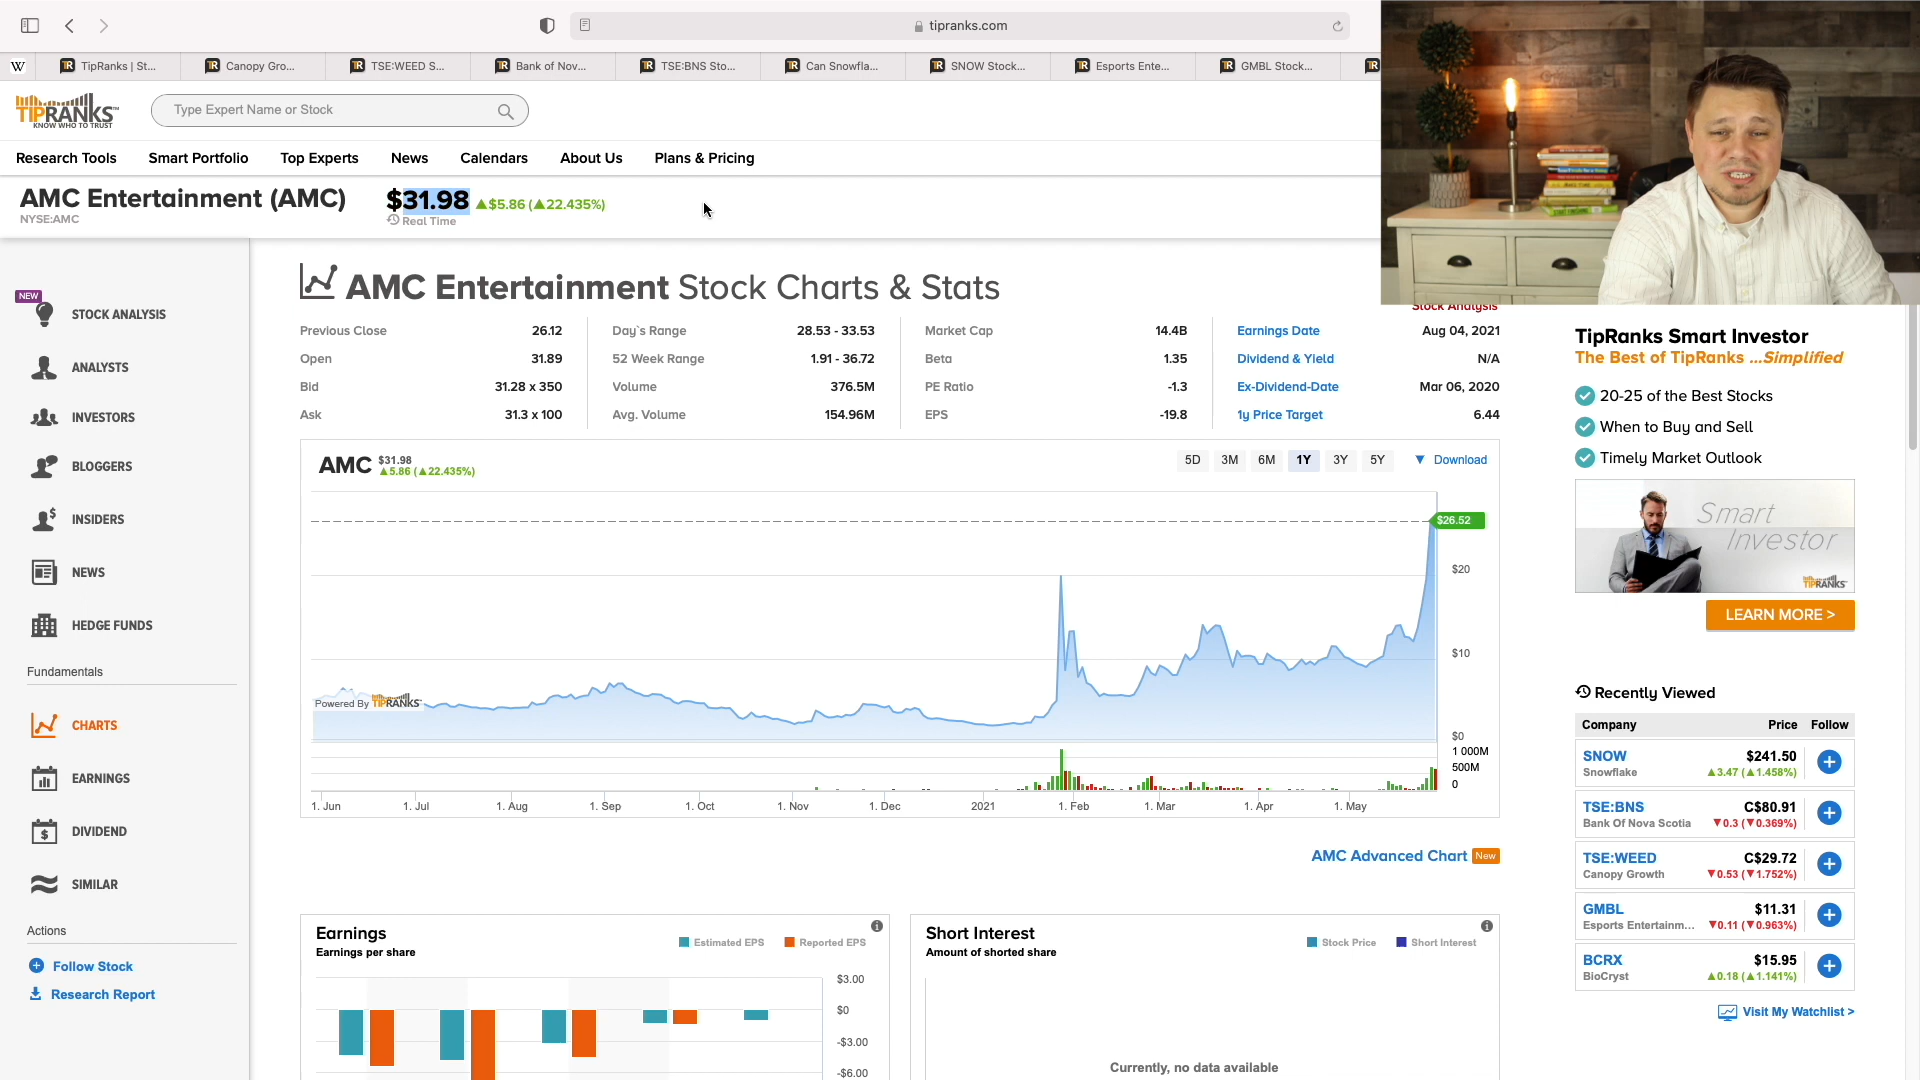 tipranks.com
W
TipRanks | St...
Canopy Gro...
TSE:WEED S...
Bank of Nov...
TSE:BNS Sto...
Can Snowfla...
SNOW Stock...
Esports Ente...
GMBL Stock...
TIPRANKS™
KNOW WHO TO TRUST
Type Expert Name or Stock
Research Tools Smart Portfolio Top Experts News Calendars About Us Plans & Pricing
AMC Entertainment (AMC)
NYSE:AMC
$31.98 ▲$5.86 (▲22.435%)
Real Time
NEW
STOCK ANALYSIS
ANALYSTS
INVESTORS
BLOGGERS
INSIDERS
NEWS
HEDGE FUNDS
Fundamentals
CHARTS
EARNINGS
DIVIDEND
SIMILAR
Actions
Follow Stock
Research Report
AMC Entertainment Stock Charts & Stats
Stock Analysis
Previous Close 26.12
Open 31.89
Bid 31.28 x 350
Ask 31.3 x 100
Day`s Range 28.53 - 33.53
52 Week Range 1.91 - 36.72
Volume 376.5M
Avg. Volume 154.96M
Market Cap 14.4B
Beta 1.35
PE Ratio -1.3
EPS -19.8
Earnings Date Aug 04, 2021
Dividend & Yield N/A
Ex-Dividend-Date Mar 06, 2020
1y Price Target 6.44
AMC $31.98
▲5.86 (▲22.435%)
5D 3M 6M 1Y 3Y 5Y ▼ Download
$26.52
$20
$10
$0
Powered By TIPRANKS
1 000M
500M
0
1. Jun 1. Jul 1. Aug 1. Sep 1. Oct 1. Nov 1. Dec 2021 1. Feb 1. Mar 1. Apr 1. May
AMC Advanced Chart New
Earnings
Earnings per share
Estimated EPS Reported EPS
$3.00
$0
-$3.00
-$6.00
Short Interest
Amount of shorted share
Stock Price Short Interest
Currently, no data available
TipRanks Smart Investor
The Best of TipRanks ...Simplified
20-25 of the Best Stocks
When to Buy and Sell
Timely Market Outlook
Smart
Investor
TIPRANKS
LEARN MORE >
Recently Viewed
Company Price Follow
SNOW $241.50
Snowflake ▲3.47 (▲1.458%)
TSE:BNS C$80.91
Bank Of Nova Scotia ▼0.3 (▼0.369%)
TSE:WEED C$29.72
Canopy Growth ▼0.53 (▼1.752%)
GMBL $11.31
Esports Entertainm... ▼0.11 (▼0.963%)
BCRX $15.95
BioCryst ▲0.18 (▲1.141%)
Visit My Watchlist >